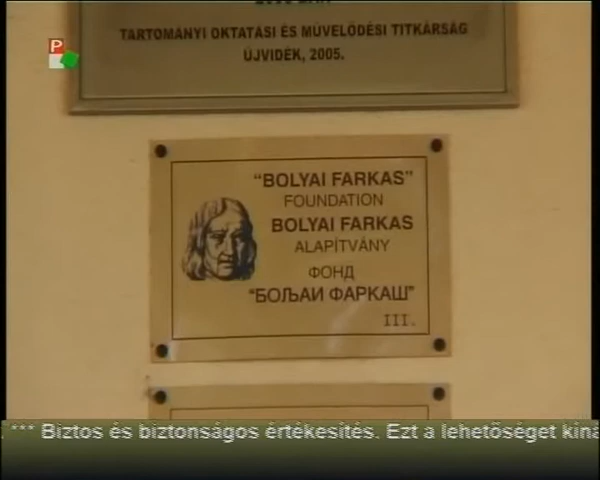 TARTOMÁNYI OKTATÁSI ÉS MŰVELŐDÉSI TITKÁRSÁG
ÚJVIDÉK, 2005.
P
"BOLYAI FARKAS"
FOUNDATION
BOLYAI FARKAS
ALAPÍTVÁNY
ФОНД
"БОЉАИ ФАРКАШ"
III.
*** Biztos és biztonságos értékesítés. Ezt a lehetőséget